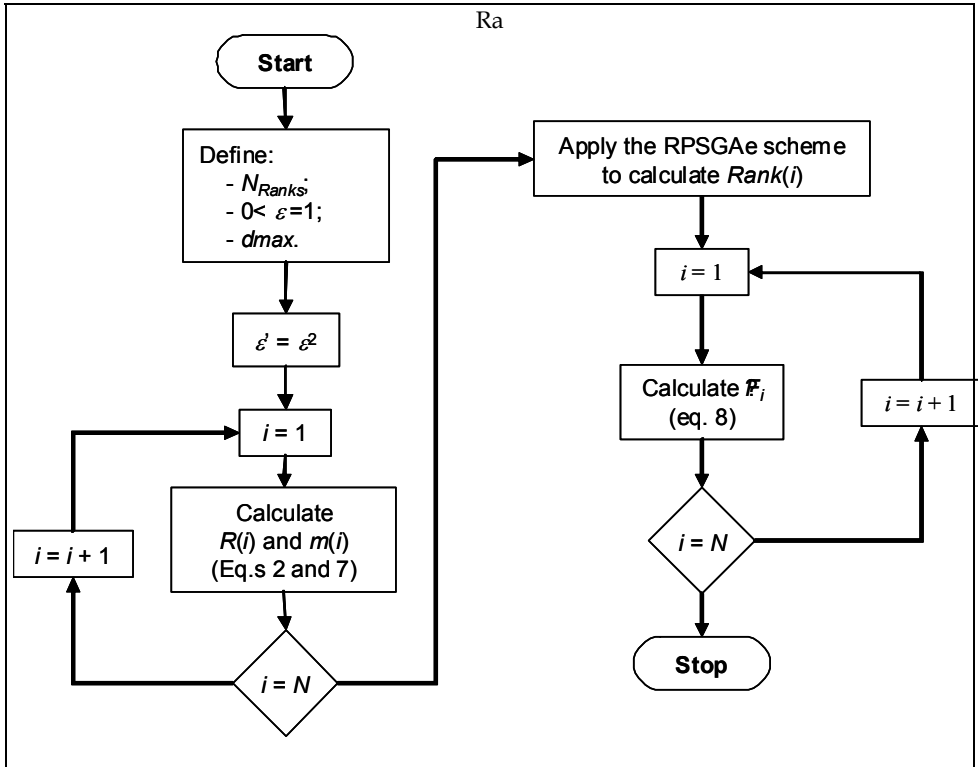 Ra
Start
Define:
- N_Ranks;
- 0< ε=1;
- dmax.
ε' = ε²
i = 1
Calculate
R(i) and m(i)
(Eq.s 2 and 7)
i = i + 1
i = N
Apply the RPSGAe scheme
to calculate Rank(i)
i = 1
Calculate F_i
(eq. 8)
i = i + 1
i = N
Stop